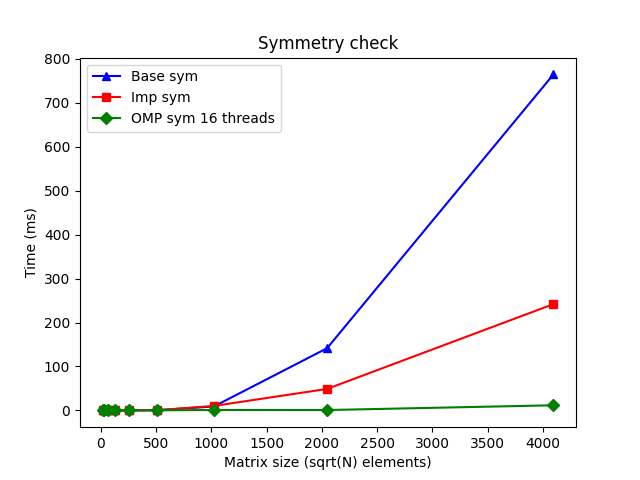 Symmetry check
Base sym
Imp sym
OMP sym 16 threads
Time (ms)
800
700
600
500
400
300
200
100
0
0 500 1000 1500 2000 2500 3000 3500 4000
Matrix size (sqrt(N) elements)